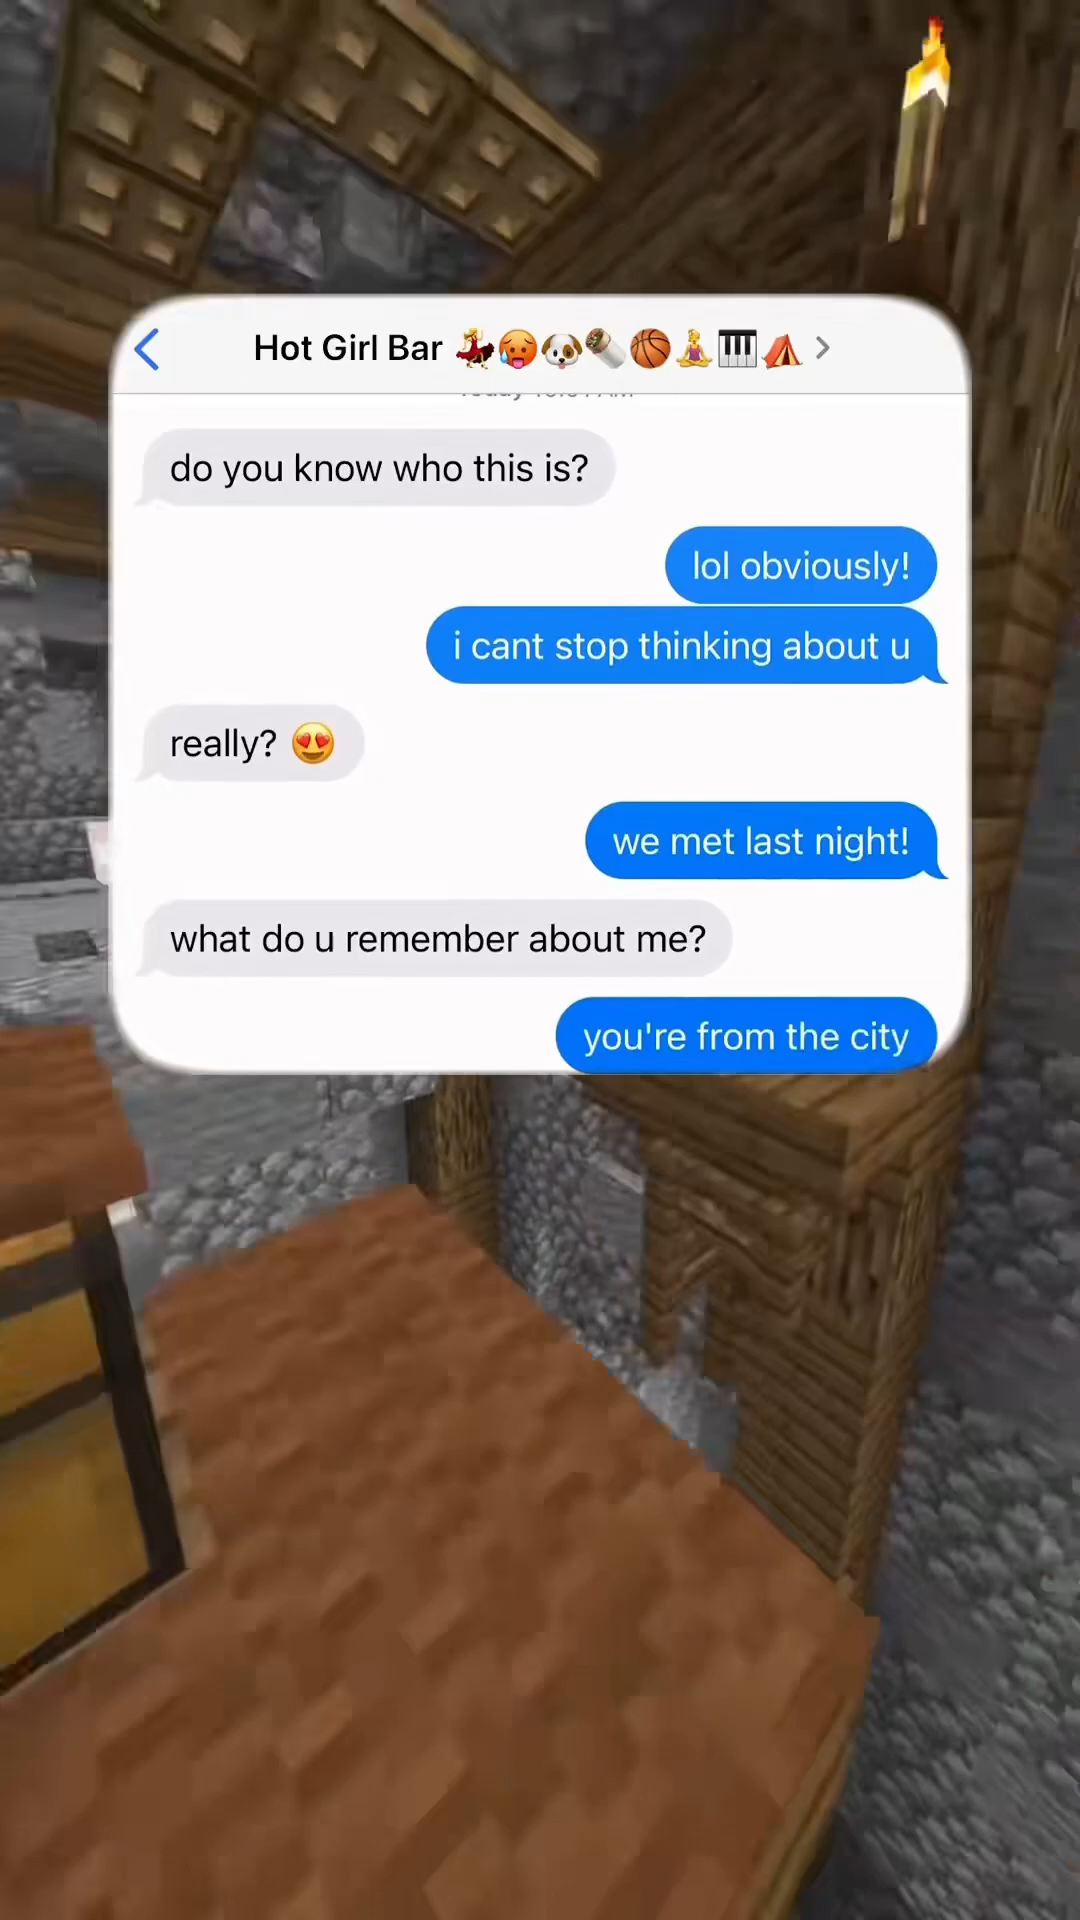 Hot Girl Bar 💃🥵🐶🌯🏀🧘‍♀️🎹⛺
do you know who this is?
lol obviously!
i cant stop thinking about u
really? 😍
we met last night!
what do u remember about me?
you're from the city